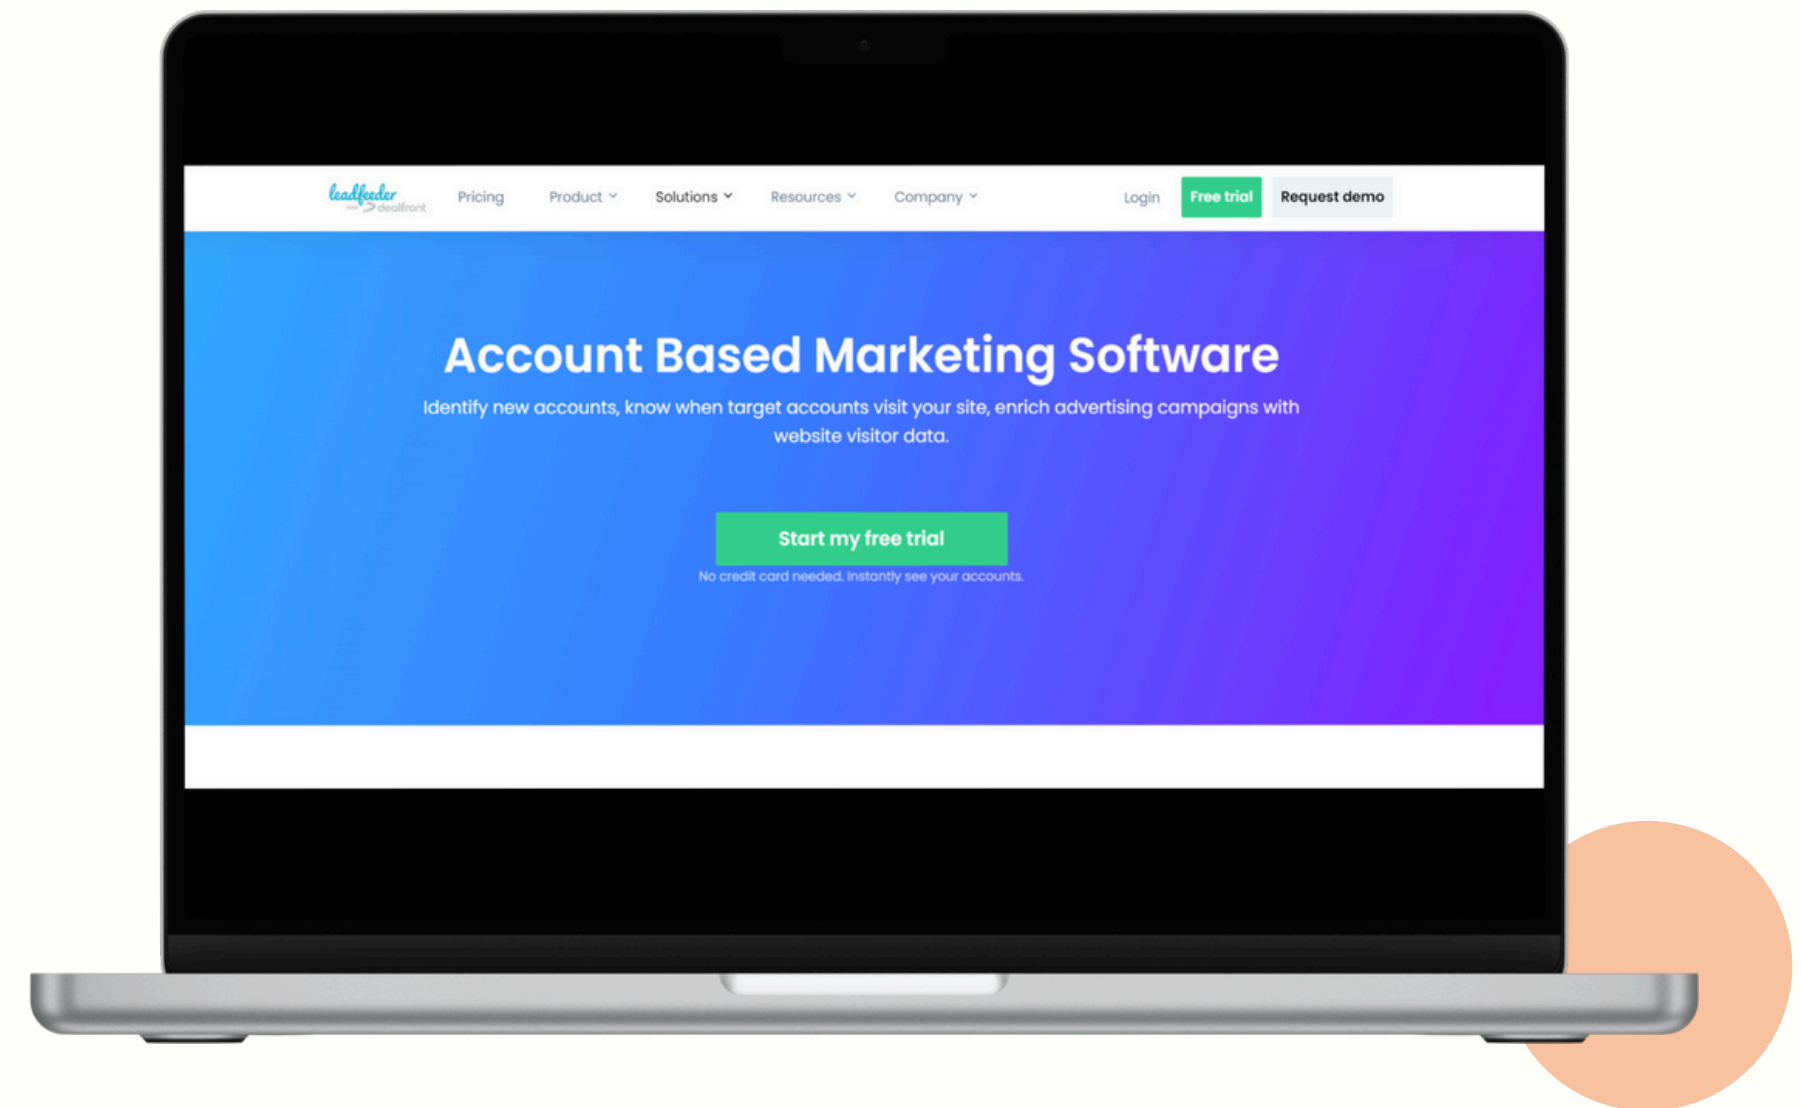 leadfeeder
dealfront
Pricing
Product
Solutions
Resources
Company
Login
Free trial
Request demo
Account Based Marketing Software
Identify new accounts, know when target accounts visit your site, enrich advertising campaigns with
website visitor data.
Start my free trial
No credit card needed. Instantly see your accounts.